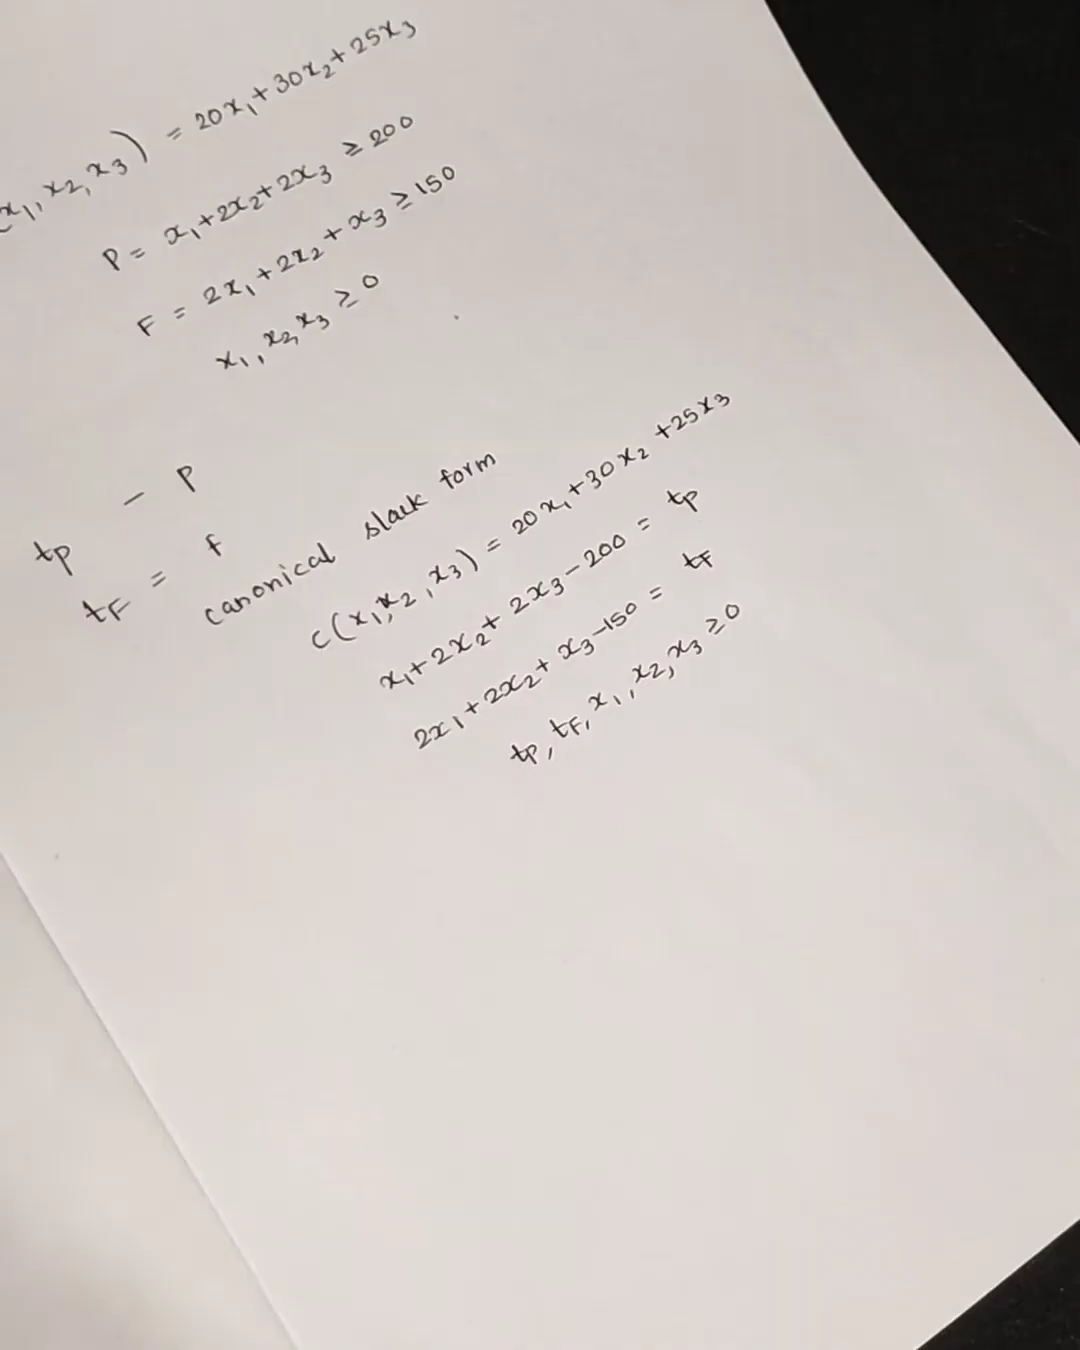 x₁, x₂, x₃) = 20x₁ + 30x₂ + 25x₃
P = x₁ + 2x₂ + 2x₃ ≥ 200
F = 2x₁ + 2x₂ + x₃ ≥ 150
x₁, x₂, x₃ ≥ 0
tp - P
tF = f
canonical slack form
C(x₁, x₂, x₃) = 20x₁ + 30x₂ + 25x₃
x₁ + 2x₂ + 2x₃ - 200 = tp
2x₁ + 2x₂ + x₃ - 150 = tF
tp, tF, x₁, x₂, x₃ ≥ 0